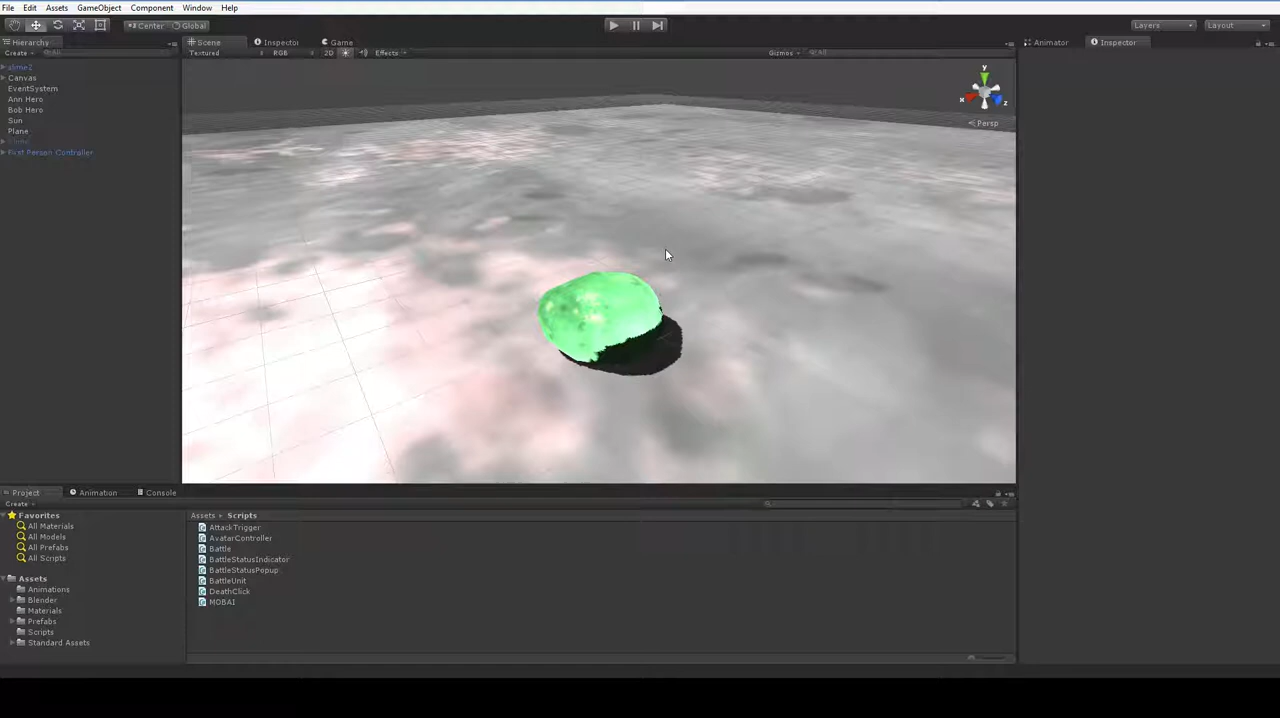 File Edit Assets GameObject Component Window Help
Center Global Layers Layout
Hierarchy Scene Inspector Game Animator Inspector
Create Textured RGB 2D Effects Gizmos All
slime2
Canvas
EventSystem
Ann Hero
Bob Hero
Sun
Plane
First Person Controller
y
x z
Persp
Project Animation Console
Create
Favorites
All Materials
All Models
All Prefabs
All Scripts
Assets
Animations
Blender
Materials
Prefabs
Scripts
Standard Assets
Assets Scripts
AttackTrigger
AvatarController
Battle
BattleStatusIndicator
BattleStatusPopup
BattleUnit
DeathClick
MOBAI